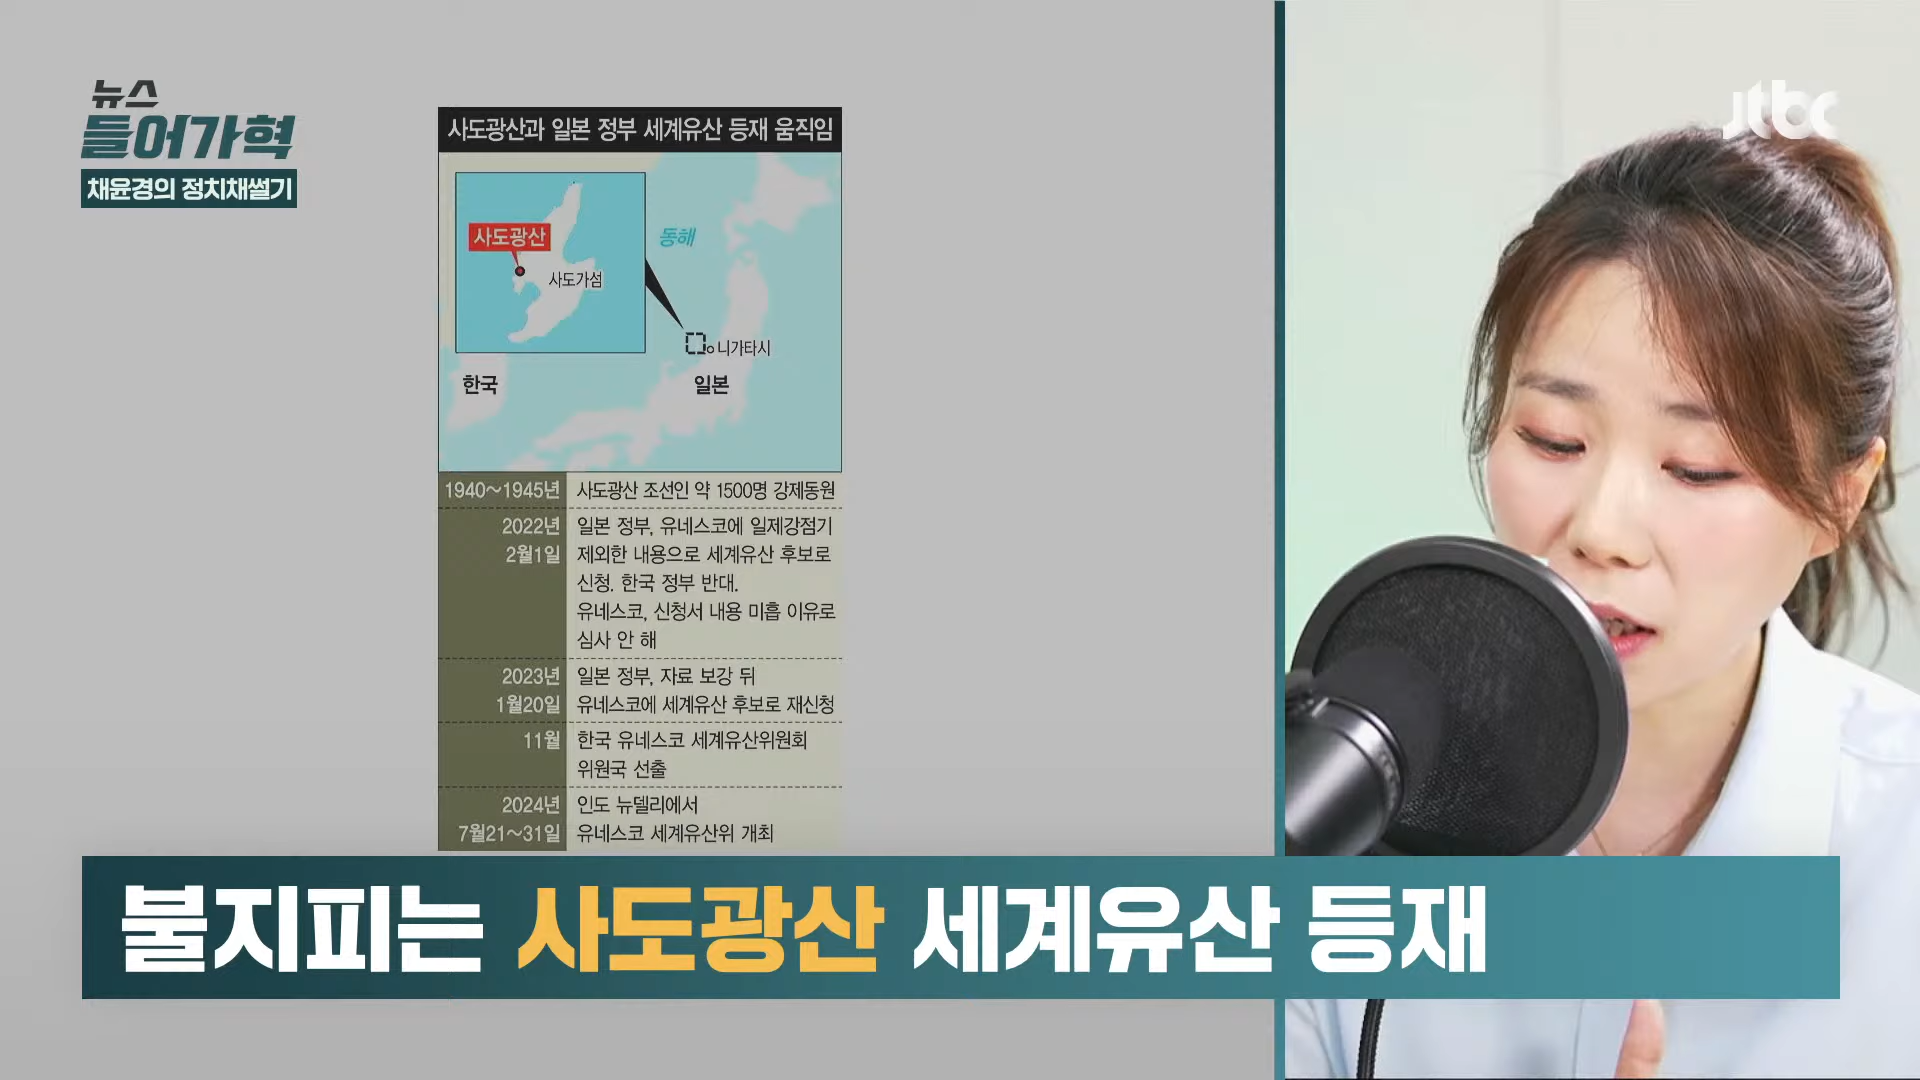 뉴스
들어가혁
채윤경의 정치채썰기
jtbc
사도광산과 일본 정부 세계유산 등재 움직임
사도광산
사도가섬
동해
니가타시
한국
일본
1940~1945년 사도광산 조선인 약 1500명 강제동원
2022년 일본 정부, 유네스코에 일제강점기
2월1일 제외한 내용으로 세계유산 후보로
신청. 한국 정부 반대.
유네스코, 신청서 내용 미흡 이유로
심사 안 해
2023년 일본 정부, 자료 보강 뒤
1월20일 유네스코에 세계유산 후보로 재신청
11월 한국 유네스코 세계유산위원회
위원국 선출
2024년 인도 뉴델리에서
7월21~31일 유네스코 세계유산위 개최
불지피는 사도광산 세계유산 등재